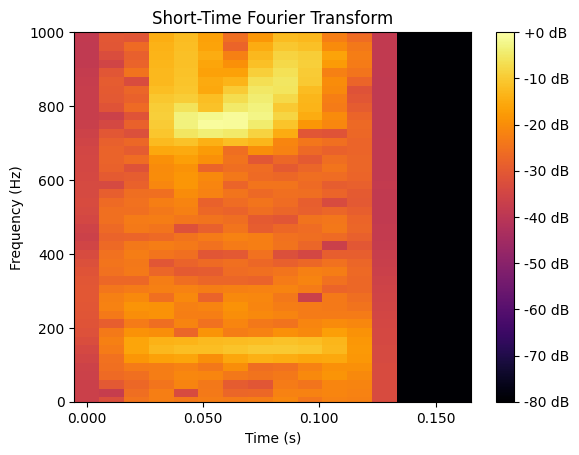 Short-Time Fourier Transform
1000
800
600
400
200
0
Frequency (Hz)
0.000
0.050
0.100
0.150
Time (s)
+0 dB
-10 dB
-20 dB
-30 dB
-40 dB
-50 dB
-60 dB
-70 dB
-80 dB